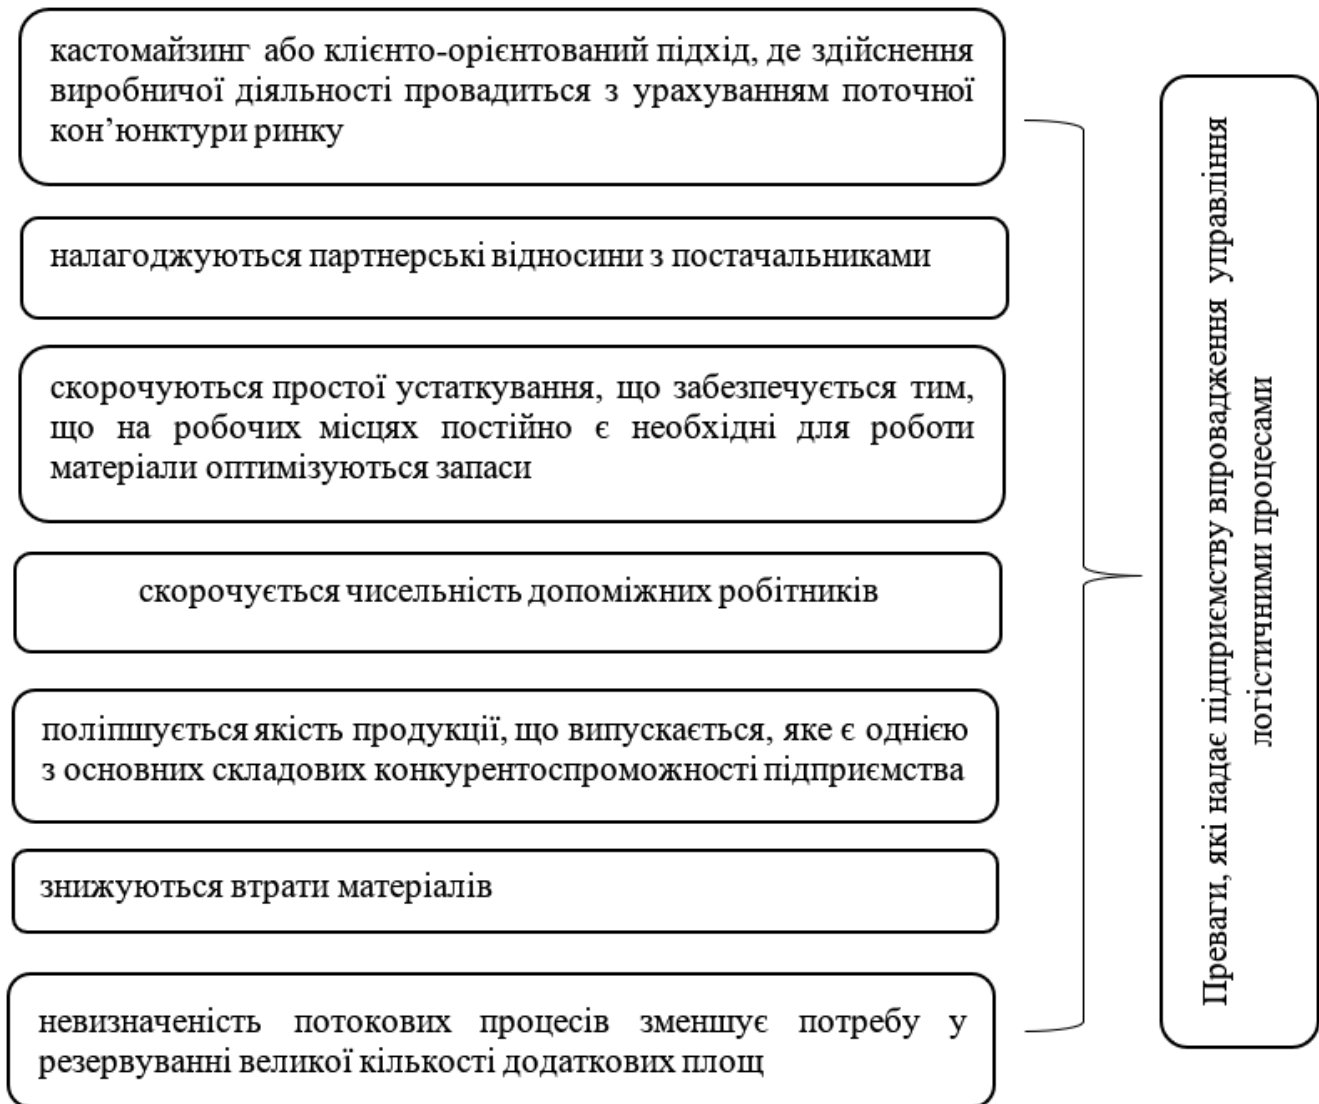 кастомайзинг або клієнто-орієнтований підхід, де здійснення
виробничої діяльності провадиться з урахуванням поточної
кон’юнктури ринку
налагоджуються партнерські відносини з постачальниками
скорочуються простої устаткування, що забезпечується тим,
що на робочих місцях постійно є необхідні для роботи
матеріали оптимізуються запаси
скорочується чисельність допоміжних робітників
поліпшується якість продукції, що випускається, яке є однією
з основних складових конкурентоспроможності підприємства
знижуються втрати матеріалів
невизначеність потокових процесів зменшує потребу у
резервуванні великої кількості додаткових площ
Преваги, які надає підприємству впровадження управління
логістичними процесами